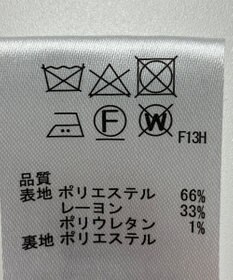 F W F13H
品質
表地 ポリエステル 66%
レーヨン 33%
ポリウレタン 1%
裏地 ポリエステル